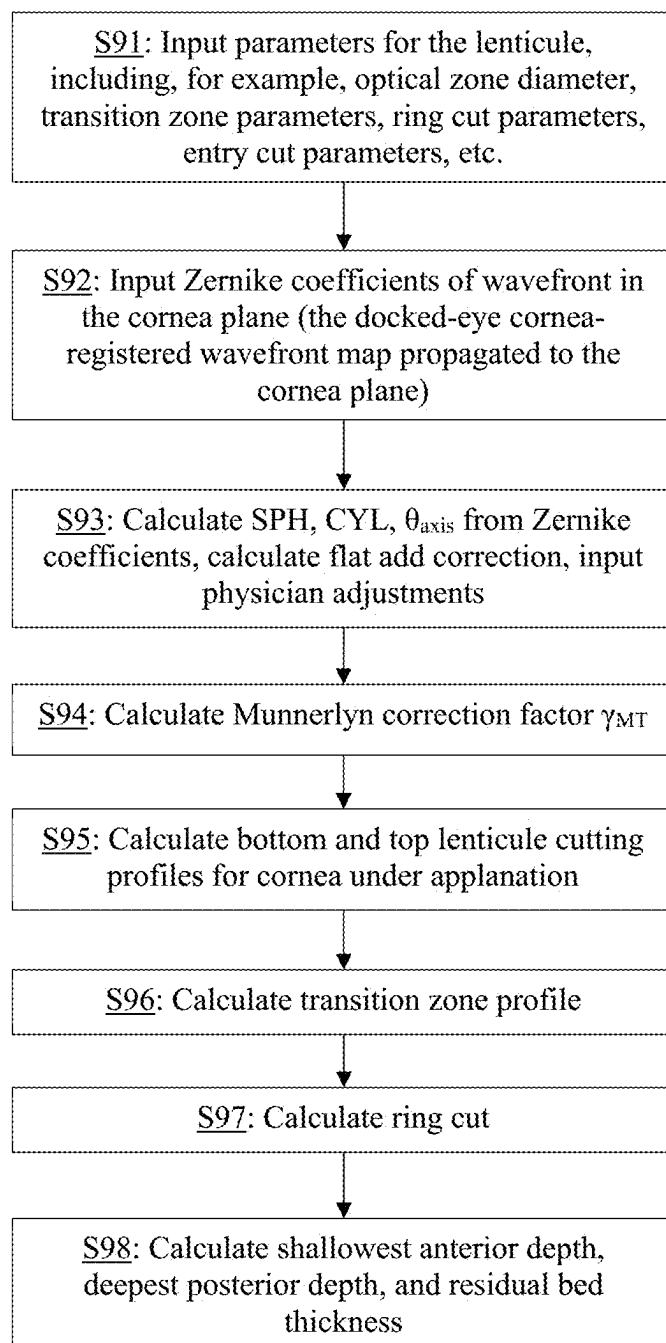 S91: Input parameters for the lenticule,
including, for example, optical zone diameter,
transition zone parameters, ring cut parameters,
entry cut parameters, etc.
S92: Input Zernike coefficients of wavefront in
the cornea plane (the docked-eye cornea-
registered wavefront map propagated to the
cornea plane)
S93: Calculate SPH, CYL, θaxis from Zernike
coefficients, calculate flat add correction, input
physician adjustments
S94: Calculate Munnerlyn correction factor γMT
S95: Calculate bottom and top lenticule cutting
profiles for cornea under applanation
S96: Calculate transition zone profile
S97: Calculate ring cut
S98: Calculate shallowest anterior depth,
deepest posterior depth, and residual bed
thickness